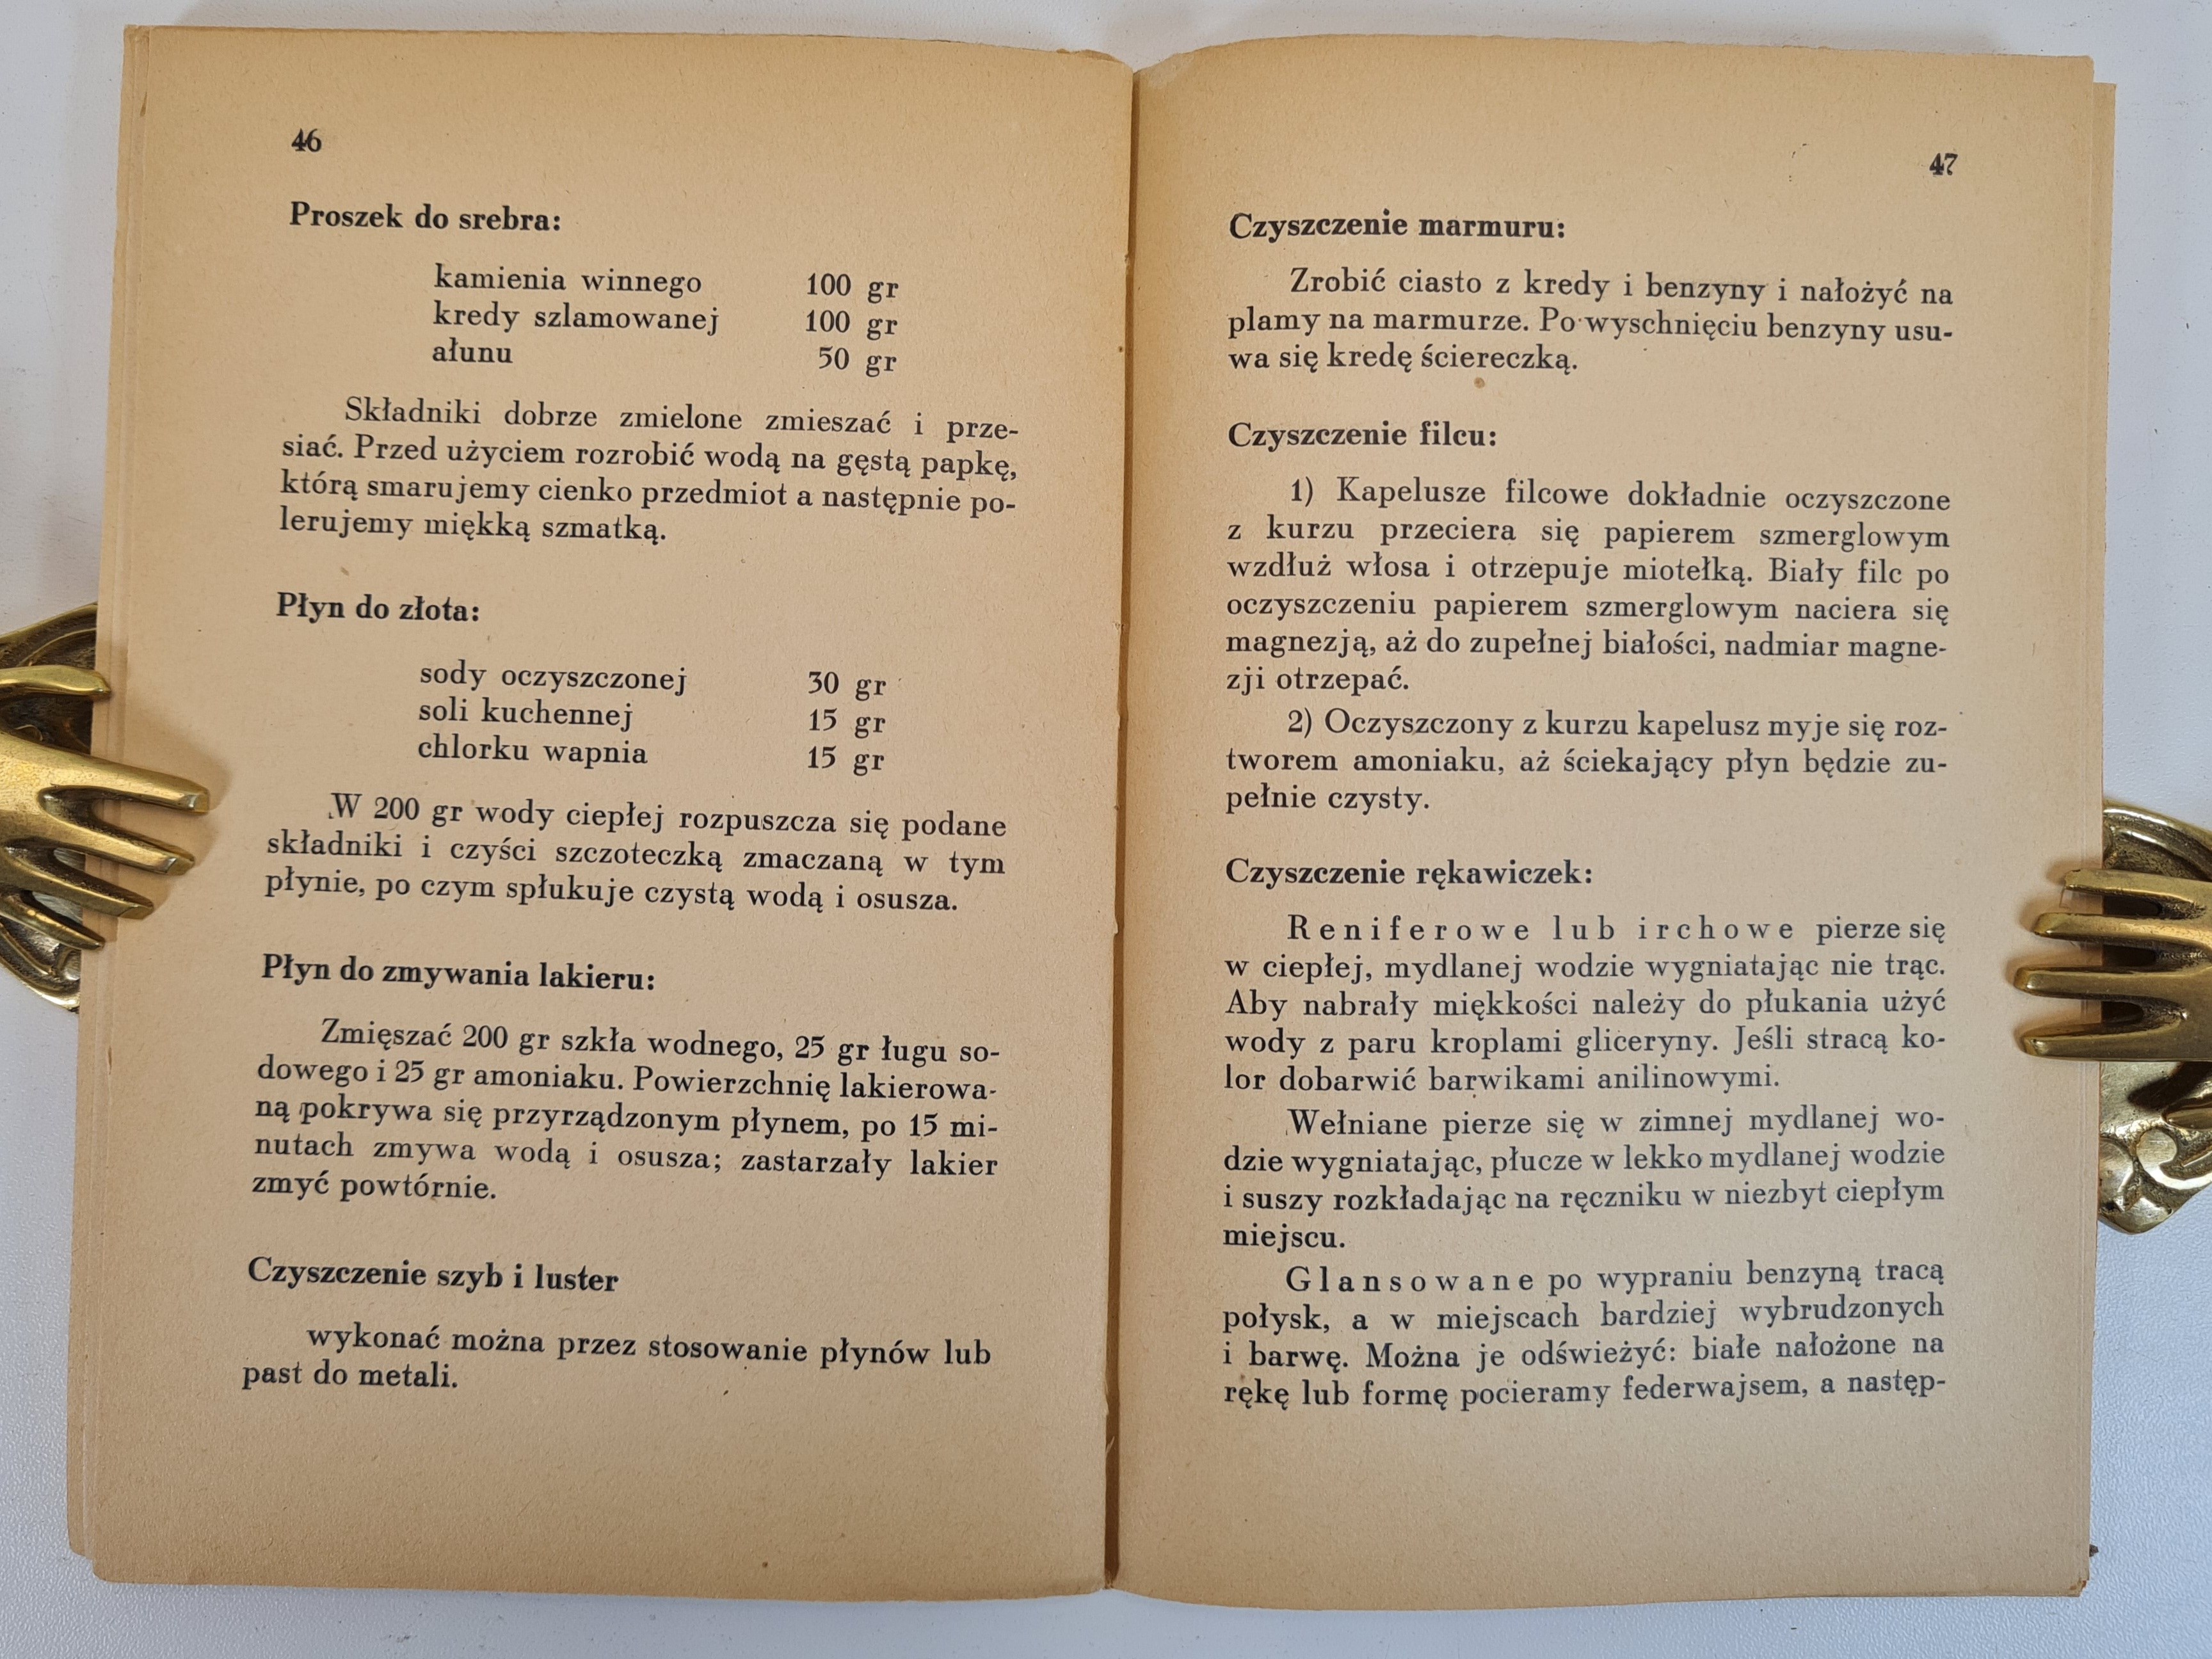 46
Proszek do srebra:
kamienia winnego 100 gr
kredy szlamowanej 100 gr
ałunu 50 gr
Składniki dobrze zmielone zmieszać i prze-
siać. Przed użyciem rozrobić wodą na gęstą papkę,
którą smarujemy cienko przedmiot a następnie po-
lerujemy miękką szmatką.
Płyn do złota:
sody oczyszczonej 30 gr
soli kuchennej 15 gr
chlorku wapnia 15 gr
W 200 gr wody ciepłej rozpuszcza się podane
składniki i czyści szczoteczką zmaczaną w tym
płynie, po czym spłukuje czystą wodą i osusza.
Płyn do zmywania lakieru:
Zmięszać 200 gr szkła wodnego, 25 gr ługu so-
dowego i 25 gr amoniaku. Powierzchnię lakierowa-
ną pokrywa się przyrządzonym płynem, po 15 mi-
nutach zmywa wodą i osusza; zastarzały lakier
zmyć powtórnie.
Czyszczenie szyb i luster
wykonać można przez stosowanie płynów lub
past do metali.
47
Czyszczenie marmuru:
Zrobić ciasto z kredy i benzyny i nałożyć na
plamy na marmurze. Po wyschnięciu benzyny usu-
wa się kredę ściereczką.
Czyszczenie filcu:
1) Kapelusze filcowe dokładnie oczyszczone
z kurzu przeciera się papierem szmerglowym
wzdłuż włosa i otrzepuje miotełką. Biały filc po
oczyszczeniu papierem szmerglowym naciera się
magnezją, aż do zupełnej białości, nadmiar magne-
zji otrzepać.
2) Oczyszczony z kurzu kapelusz myje się roz-
tworem amoniaku, aż ściekający płyn będzie zu-
pełnie czysty.
Czyszczenie rękawiczek:
Reniferowe lub irchowe pierze się
w ciepłej, mydlanej wodzie wygniatając nie trąc.
Aby nabrały miękkości należy do płukania użyć
wody z paru kroplami gliceryny. Jeśli stracą ko-
lor dobarwić barwikami anilinowymi.
Wełniane pierze się w zimnej mydlanej wo-
dzie wygniatając, płucze w lekko mydlanej wodzie
i suszy rozkładając na ręczniku w niezbyt ciepłym
miejscu.
Glansowane po wypraniu benzyną tracą
połysk, a w miejscach bardziej wybrudzonych
i barwę. Można je odświeżyć: białe nałożone na
rękę lub formę pocieramy federwajsem, a następ-